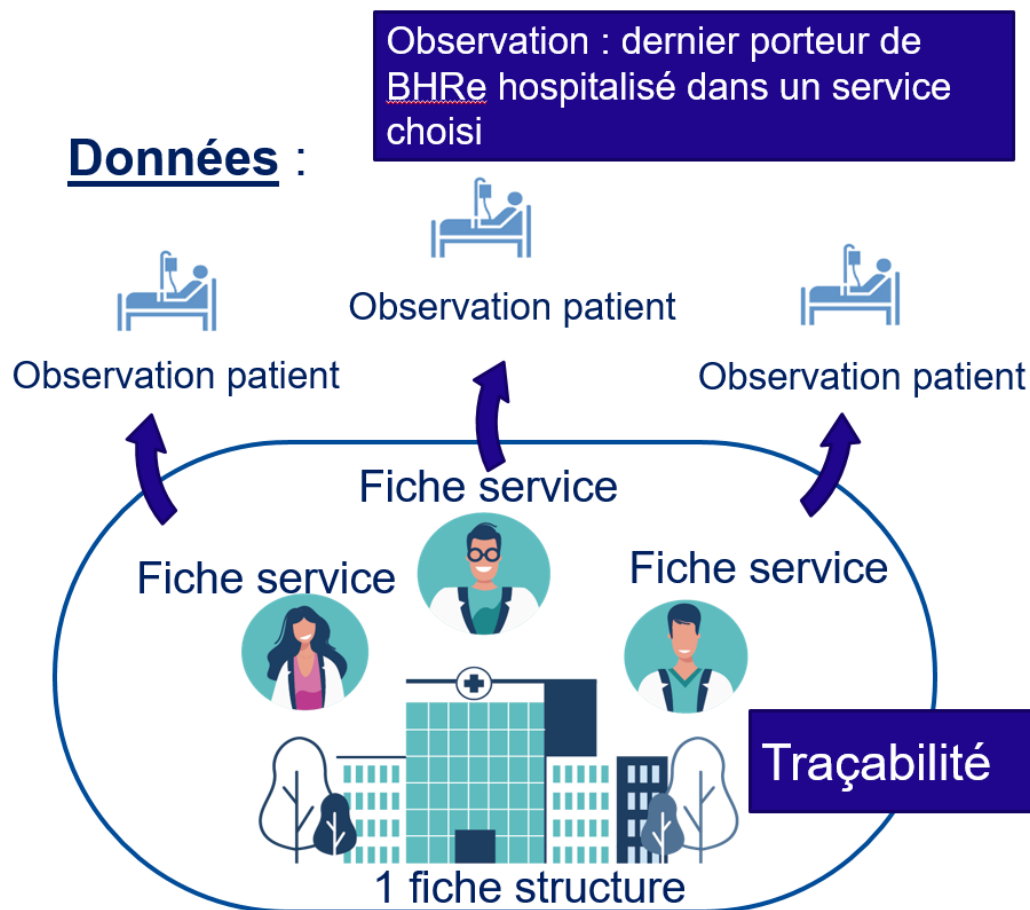 Observation : dernier porteur de
BHRe hospitalisé dans un service
choisi
Données :
Observation patient
Observation patient
Observation patient
Fiche service
Fiche service
Fiche service
Traçabilité
1 fiche structure